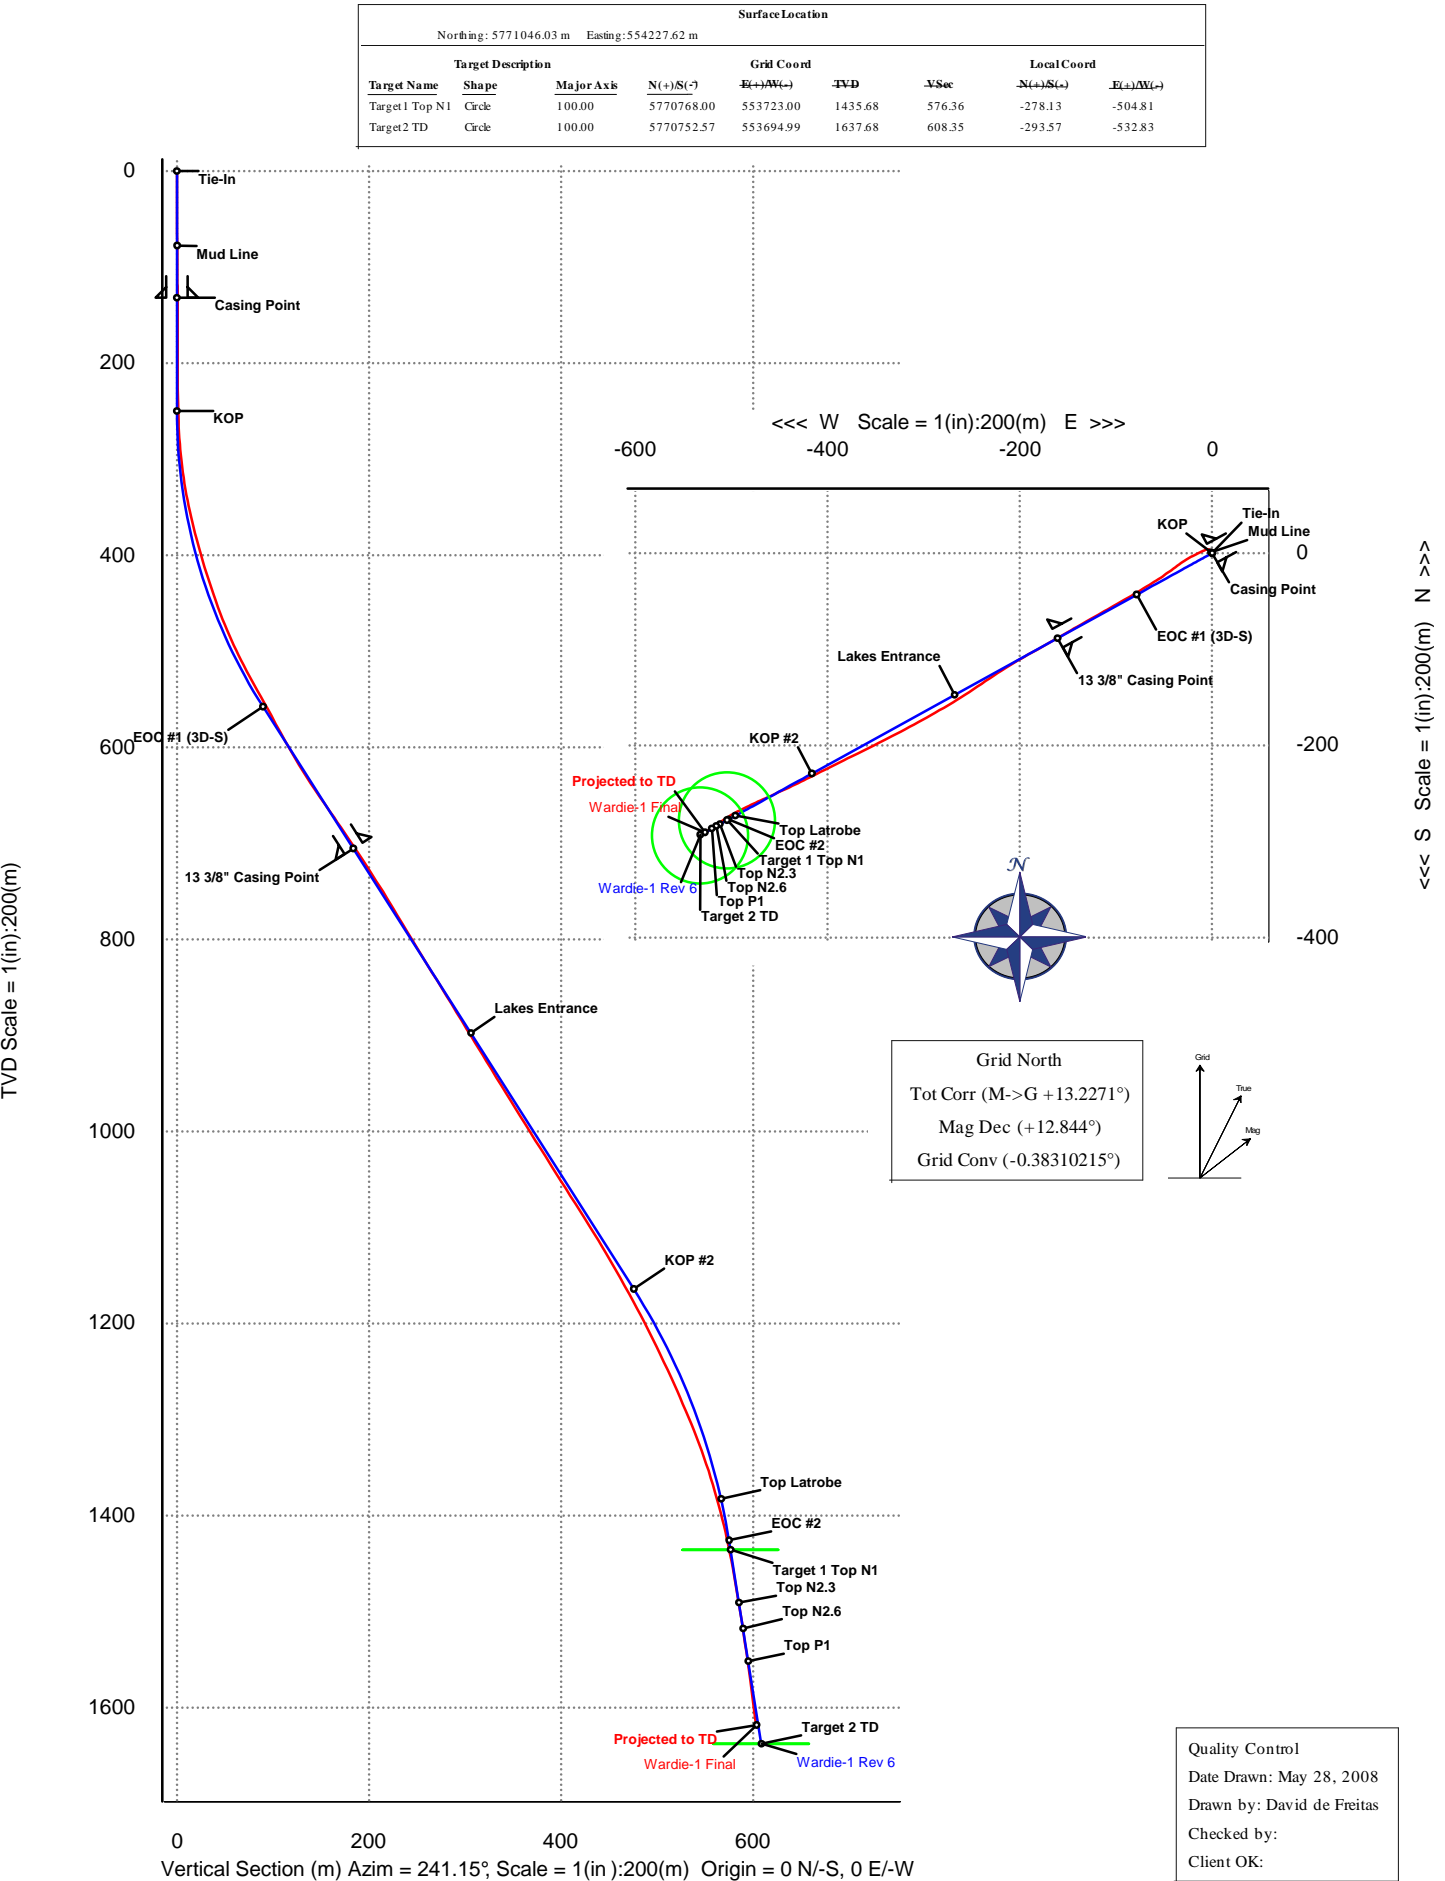 Surface Location
Northing: 5771046.03 m Easting: 554227.62 m
Target Description Grid Coord Local Coord
Target Name Shape Major Axis N(+)/S(-) E(+)/W(-) TVD VSec N(+)/S(-) E(+)/W(-)
Target 1 Top N1 Circle 100.00 5770768.00 553723.00 1435.68 576.36 -278.13 -504.81
Target 2 TD Circle 100.00 5770752.57 553694.99 1637.68 608.35 -293.57 -532.83
0
Tie-In
Mud Line
Casing Point
200
KOP
400
EOC #1 (3D-S)
600
13 3/8" Casing Point
800
Lakes Entrance
1000
KOP #2
1200
Top Latrobe
1400
EOC #2
Target 1 Top N1
Top N2.3
Top N2.6
Top P1
1600
Projected to TD
Target 2 TD
Wardie-1 Final
Wardie-1 Rev 6
TVD Scale = 1(in):200(m)
0 200 400 600
Vertical Section (m) Azim = 241.15°, Scale = 1(in):200(m) Origin = 0 N/-S, 0 E/-W
<<< W Scale = 1(in):200(m) E >>>
-600 -400 -200 0
Tie-In
KOP
Mud Line
0
Casing Point
EOC #1 (3D-S)
Lakes Entrance
13 3/8" Casing Point
KOP #2
-200
Projected to TD
Wardie-1 Final
Top Latrobe
EOC #2
Target 1 Top N1
Top N2.3
Wardie-1 Rev 6
Top N2.6
Top P1
Target 2 TD
-400
<<< S Scale = 1(in):200(m) N >>>
N
Grid North
Tot Corr (M->G +13.2271°)
Mag Dec (+12.844°)
Grid Conv (-0.38310215°)
Grid
True
Mag
Quality Control
Date Drawn: May 28, 2008
Drawn by: David de Freitas
Checked by:
Client OK: